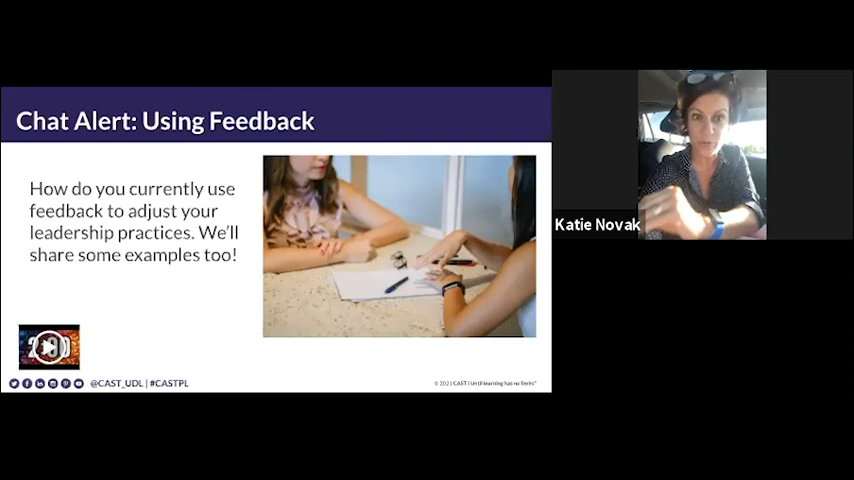 Chat Alert: Using Feedback
How do you currently use
feedback to adjust your
leadership practices. We'll
share some examples too!
Katie Novak
@CAST_UDL | #CASTPL
© 2021 CAST | Until learning has no limits